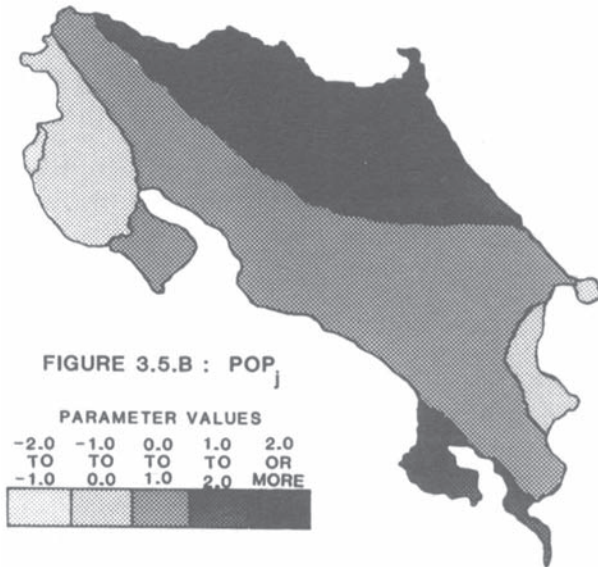 FIGURE 3.5.B : POPj
PARAMETER VALUES
-2.0 -1.0 0.0 1.0 2.0
TO TO TO TO OR
-1.0 0.0 1.0 2.0 MORE